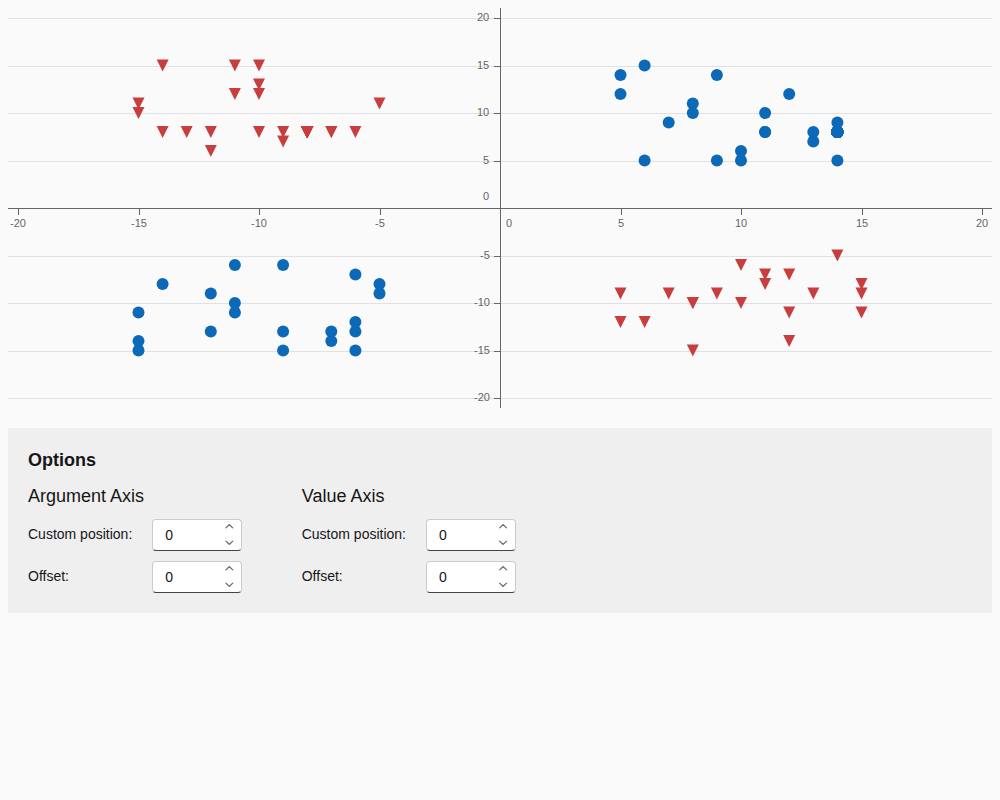 20
15
10
5
0
-20 -15 -10 -5 0 5 10 15 20
-5
-10
-15
-20
Options
Argument Axis Value Axis
Custom position: 0 Custom position: 0
Offset: 0 Offset: 0